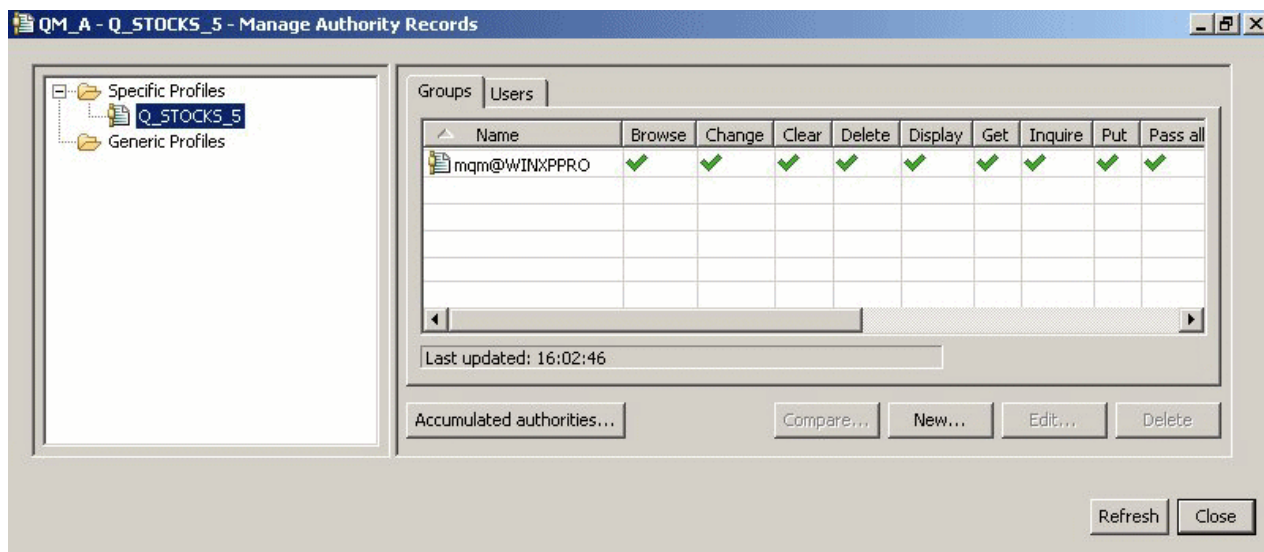 QM_A - Q_STOCKS_5 - Manage Authority Records
Specific Profiles
Q_STOCKS_5
Generic Profiles
Groups Users
Name Browse Change Clear Delete Display Get Inquire Put Pass all
mqm@WINXPPRO
Last updated: 16:02:46
Accumulated authorities... Compare... New... Edit... Delete
Refresh Close